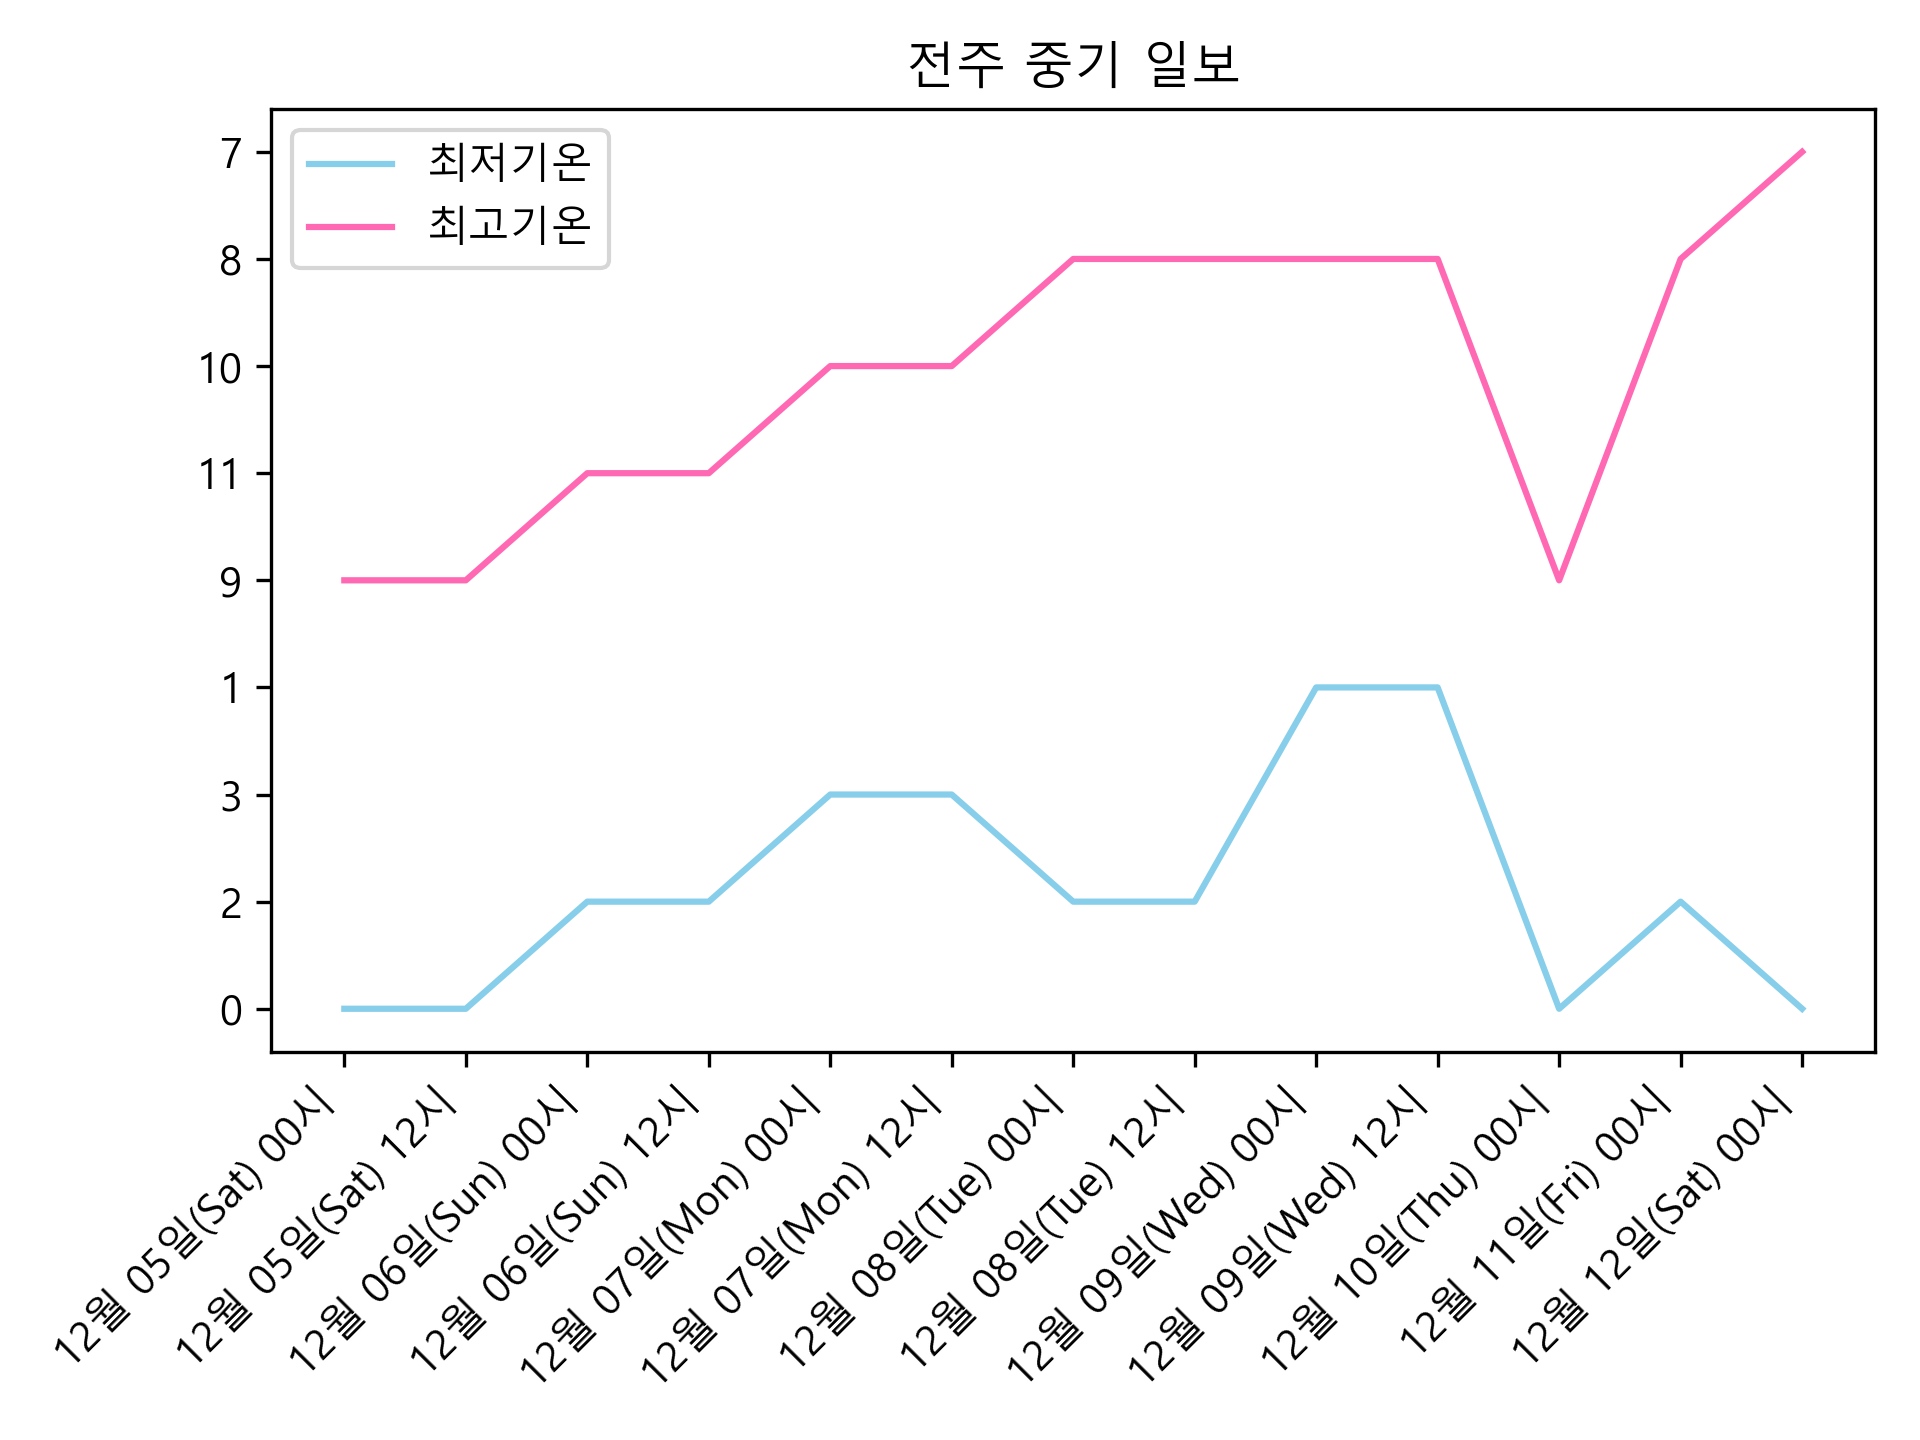 전주 중기 일보
최저기온
최고기온
7
8
10
11
9
1
3
2
0
12월 05일(Sat) 00시
12월 05일(Sat) 12시
12월 06일(Sun) 00시
12월 06일(Sun) 12시
12월 07일(Mon) 00시
12월 07일(Mon) 12시
12월 08일(Tue) 00시
12월 08일(Tue) 12시
12월 09일(Wed) 00시
12월 09일(Wed) 12시
12월 10일(Thu) 00시
12월 11일(Fri) 00시
12월 12일(Sat) 00시